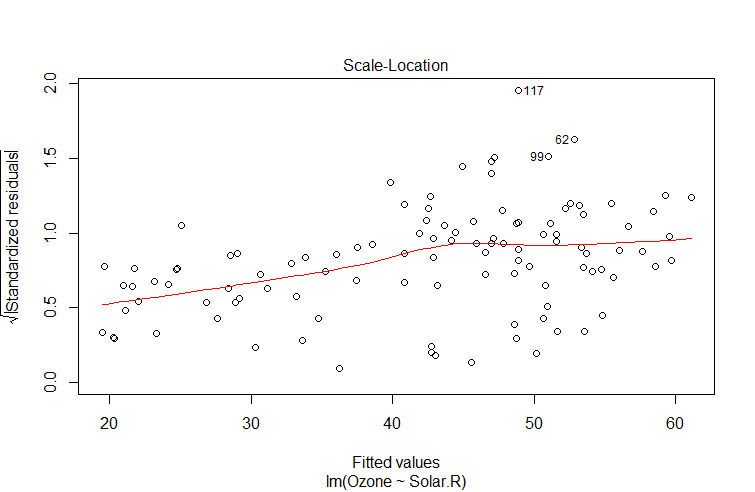 Scale-Location
√|Standardized residuals|
2.0
1.5
1.0
0.5
0.0
117
62
99
20 30 40 50 60
Fitted values
lm(Ozone ~ Solar.R)